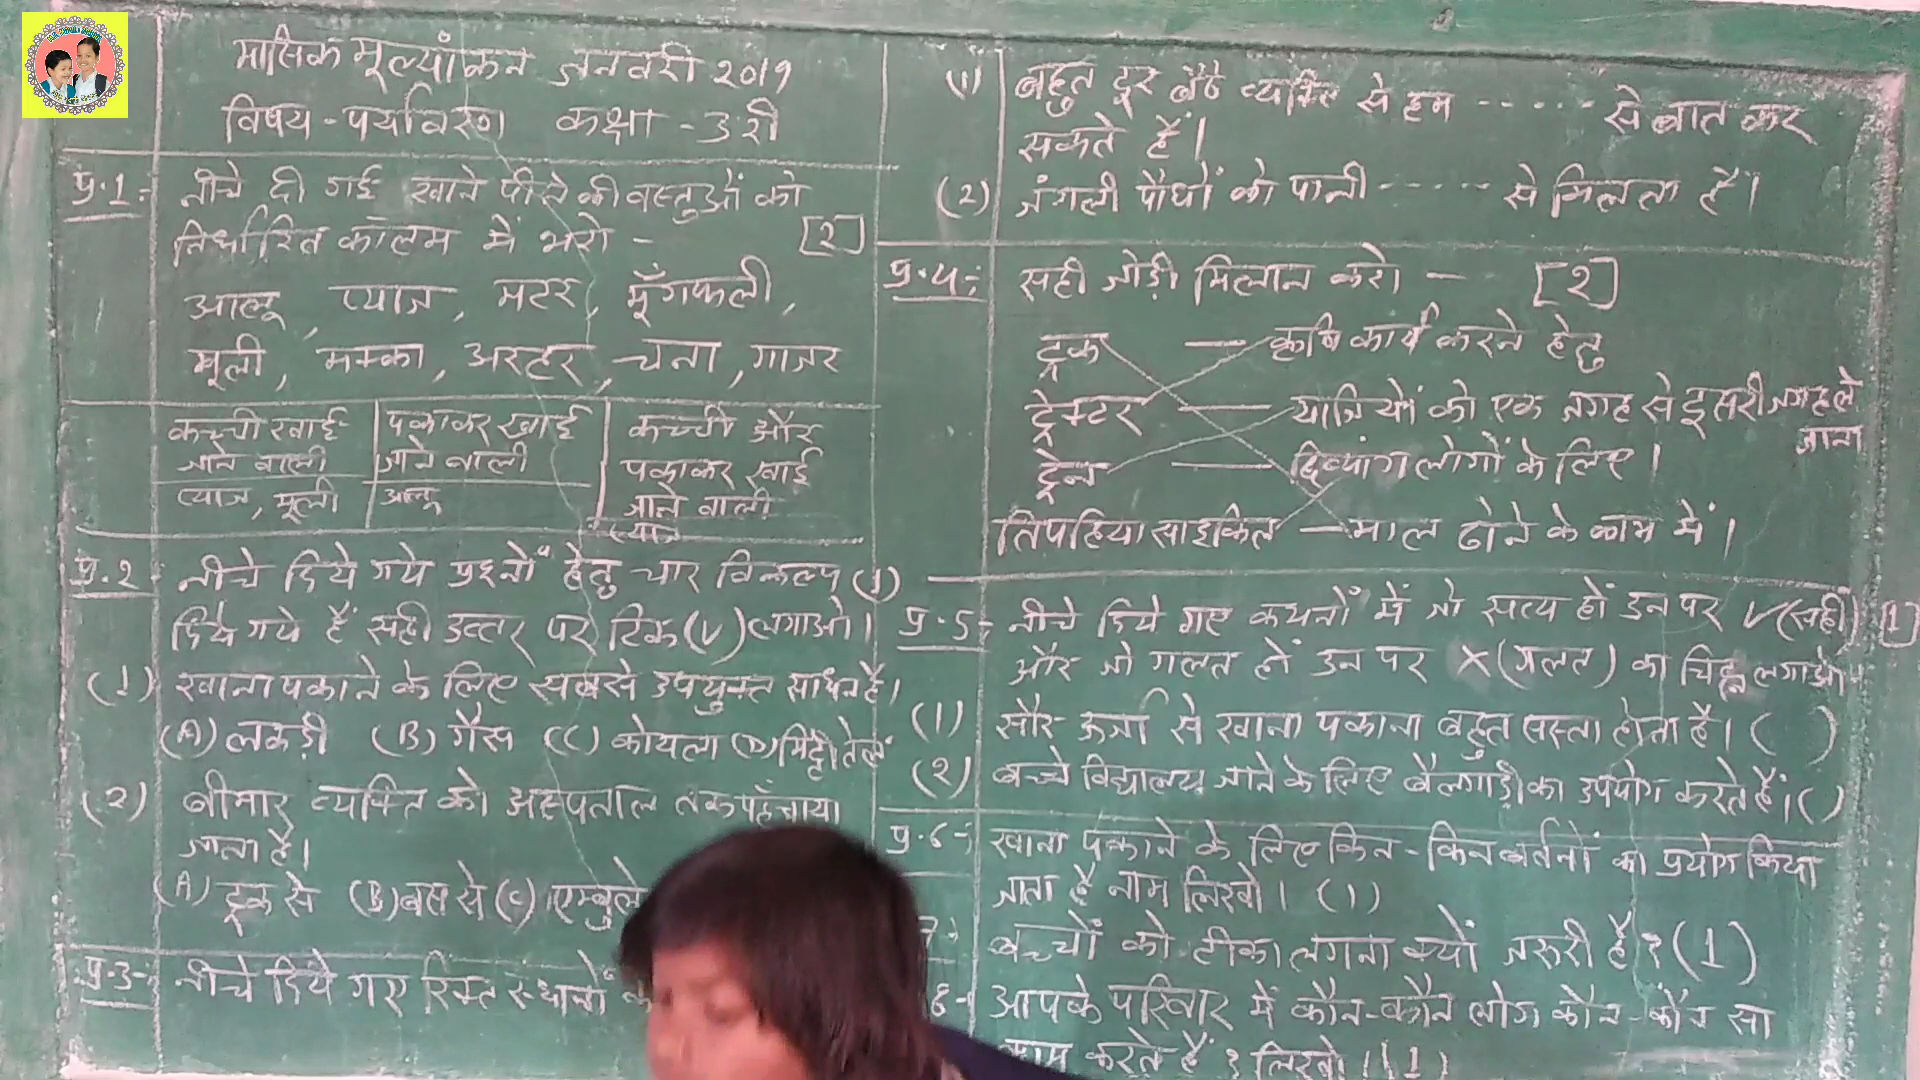 मासिक मूल्यांकन जनवरी 2019
विषय - पर्यावरण कक्षा - 3 री
प्र.1- नीचे दी गई खाने पीने की वस्तुओं को
निर्धारित कॉलम में भरो - [2]
आलू, प्याज, मटर, मूँगफली,
मूली, मक्का, अरहर, चना, गाजर
कच्ची खाई जाने वाली
पकाकर खाई जाने वाली
कच्ची और पकाकर खाई जाने वाली
प्याज, मूली
आलू
प्याज
प्र.2- नीचे दिये गये प्रश्नों हेतु चार विकल्प (1)
दिये गये हैं सही उत्तर पर टिक (√) लगाओ।
(1) खाना पकाने के लिए सबसे उपयुक्त साधन है।
(A) लकड़ी (B) गैस (C) कोयला (D) मिट्टी तेल
(2) बीमार व्यक्ति को अस्पताल तक पहुँचाया
जाता है।
(A) ट्रक से (B) बस से (C) एम्बुले
प्र.3- नीचे दिये गए रिक्त स्थानों
(1) बहुत दूर बैठे व्यक्ति से हम ----- से बात कर
सकते हैं।
(2) जंगली पौधों को पानी ----- से मिलता है।
प्र.4- सही जोड़ी मिलान करो - [2]
ट्रक — कृषि कार्य करने हेतु
ट्रेक्टर — यात्रियों को एक जगह से दूसरी जगह ले
जाना
ट्रेन — दिव्यांग लोगों के लिए।
तिपहिया साइकिल — माल ढोने के काम में।
प्र.5- नीचे दिये गए कथनों में जो सत्य हों उन पर √ (सही) [1]
और जो गलत हों उन पर × (गलत) का चिह्न लगाओ-
(1) सौर ऊर्जा से खाना पकाना बहुत सस्ता होता है। ( )
(2) बच्चे विद्यालय जाने के लिए बैलगाड़ी का उपयोग करते हैं। ( )
प्र.6- खाना पकाने के लिए किन-किन बर्तनों का प्रयोग किया
जाता है नाम लिखो। (1)
बच्चों को टीका लगना क्यों जरूरी है? (1)
आपके परिवार में कौन-कौन लोग कौन-कौन सा
काम करते हैं? लिखो। (1)